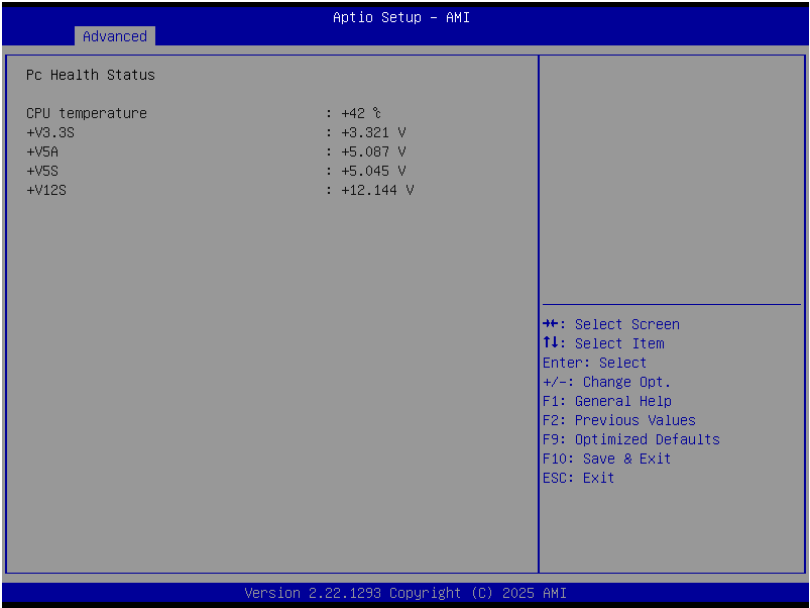 Aptio Setup – AMI
Advanced
Pc Health Status
CPU temperature : +42 ℃
+V3.3S : +3.321 V
+V5A : +5.087 V
+V5S : +5.045 V
+V12S : +12.144 V
→←: Select Screen
↑↓: Select Item
Enter: Select
+/-: Change Opt.
F1: General Help
F2: Previous Values
F9: Optimized Defaults
F10: Save & Exit
ESC: Exit
Version 2.22.1293 Copyright (C) 2025 AMI